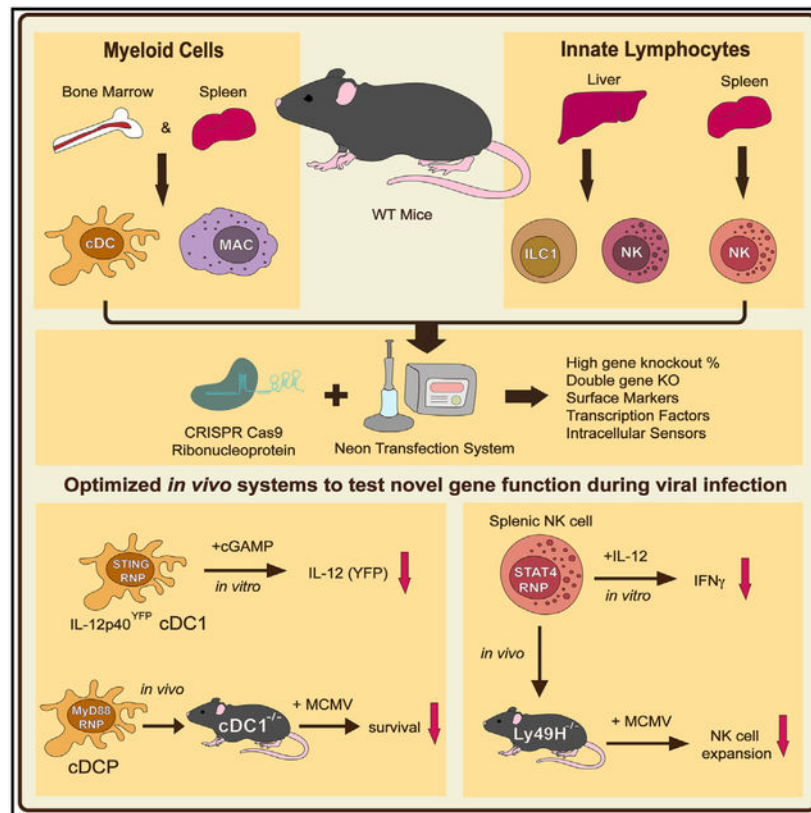 Myeloid Cells
Bone Marrow
&
Spleen
cDC
MAC
WT Mice
Innate Lymphocytes
Liver
Spleen
ILC1
NK
NK
CRISPR Cas9
Ribonucleoprotein
+
Neon Transfection System
High gene knockout %
Double gene KO
Surface Markers
Transcription Factors
Intracellular Sensors
Optimized in vivo systems to test novel gene function during viral infection
STING
RNP
IL-12p40YFP cDC1
+cGAMP
in vitro
IL-12 (YFP)
MyD88
RNP
cDCP
in vivo
cDC1-/-
+ MCMV
survival
Splenic NK cell
STAT4
RNP
+IL-12
in vitro
IFNγ
in vivo
Ly49H-/-
+ MCMV
NK cell
expansion